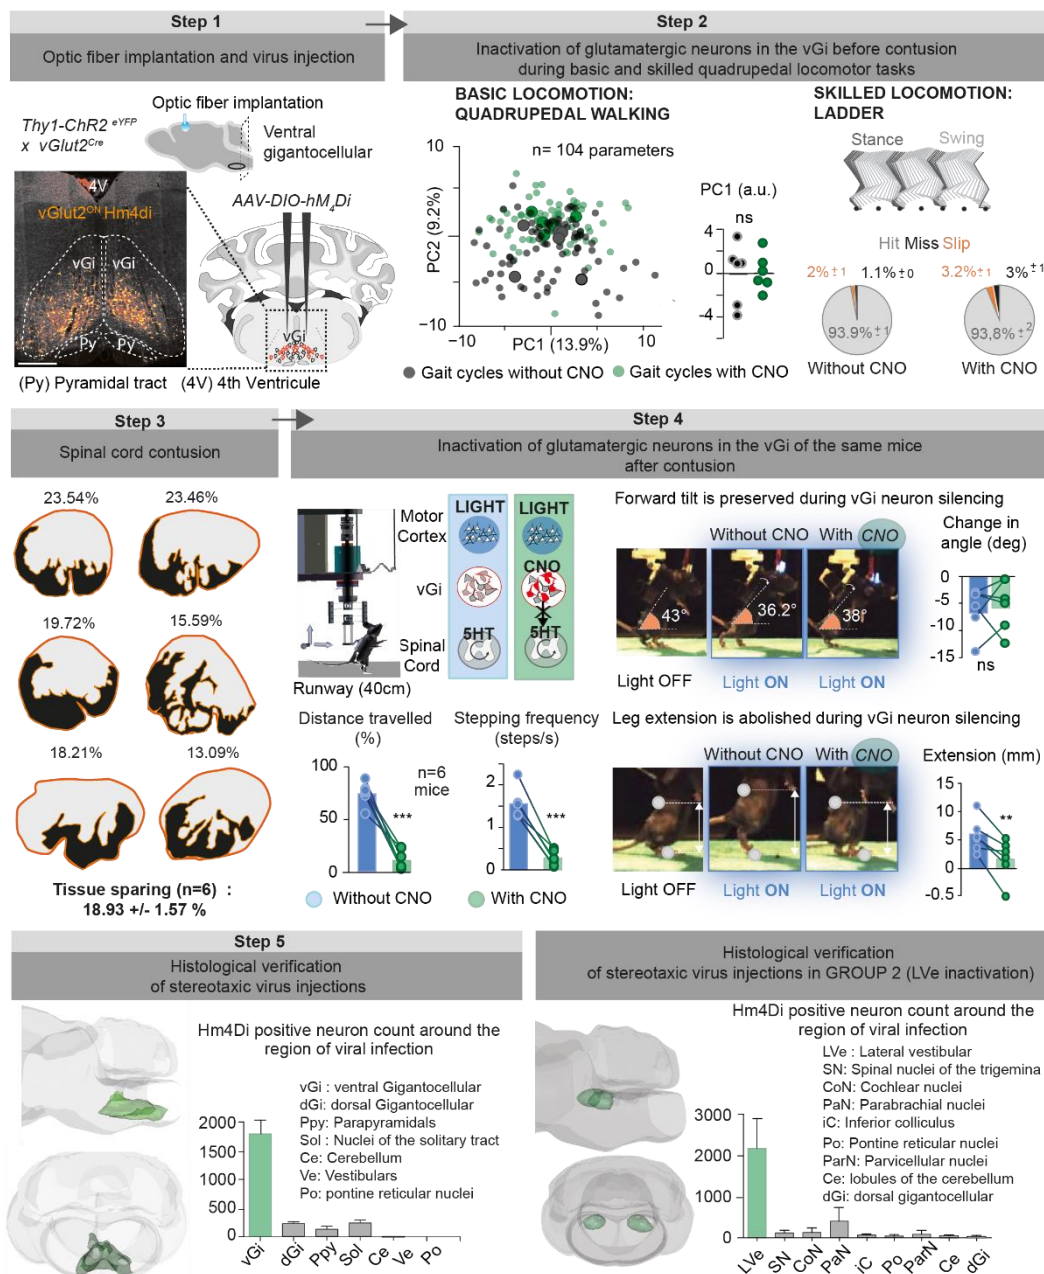 Step 1
Optic fiber implantation and virus injection
Optic fiber implantation
Thy1-ChR2 eYFP
x vGlut2Cre
Ventral
gigantocellular
4V
vGlut2ON Hm4di
vGi
vGi
Py
Py
AAV-DIO-hM4Di
vGi
(Py) Pyramidal tract
(4V) 4th Ventricule
Step 2
Inactivation of glutamatergic neurons in the vGi before contusion
during basic and skilled quadrupedal locomotor tasks
BASIC LOCOMOTION:
QUADRUPEDAL WALKING
n= 104 parameters
10
PC2 (9.2%)
−10
−10
10
PC1 (13.9%)
Gait cycles without CNO
Gait cycles with CNO
PC1 (a.u.)
ns
4
0
-4
SKILLED LOCOMOTION:
LADDER
Stance
Swing
Hit Miss Slip
2%±1
1.1%±0
3.2%±1
3%±1
93.9%±1
93,8%±2
Without CNO
With CNO
Step 3
Spinal cord contusion
23.54%
23.46%
19.72%
15.59%
18.21%
13.09%
Tissue sparing (n=6) :
18.93 +/- 1.57 %
Step 4
Inactivation of glutamatergic neurons in the vGi of the same mice
after contusion
Motor
Cortex
vGi
Spinal
Cord
Runway (40cm)
LIGHT
5HT
LIGHT
CNO
5HT
Distance travelled
(%)
100
50
0
n=6
mice
***
Stepping frequency
(steps/s)
2
1
0
***
Without CNO
With CNO
Forward tilt is preserved during vGi neuron silencing
Without CNO
With CNO
43°
36.2°
38°
Light OFF
Light ON
Light ON
Change in
angle (deg)
0
-5
-10
-15
ns
Leg extension is abolished during vGi neuron silencing
Without CNO
With CNO
Light OFF
Light ON
Light ON
Extension (mm)
15
10
5
0
-0.5
**
Step 5
Histological verification
of stereotaxic virus injections
Hm4Di positive neuron count around the
region of viral infection
vGi : ventral Gigantocellular
dGi : dorsal Gigantocellular
Ppy: Parapyramidals
Sol : Nuclei of the solitary tract
Ce: Cerebellum
Ve: Vestibulars
Po: pontine reticular nuclei
2000
1500
1000
500
0
vGi
dGi
Ppy
Sol
Ce
Ve
Po
Histological verification
of stereotaxic virus injections in GROUP 2 (LVe inactivation)
Hm4Di positive neuron count around the
region of viral infection
LVe : Lateral vestibular
SN: Spinal nuclei of the trigemina
CoN: Cochlear nuclei
PaN: Parabrachial nuclei
iC: Inferior colliculus
Po: Pontine reticular nuclei
ParN: Parvicellular nuclei
Ce: lobules of the cerebellum
dGi: dorsal gigantocellular
3000
2000
1000
0
LVe
SN
CoN
PaN
iC
Po
ParN
Ce
dGi